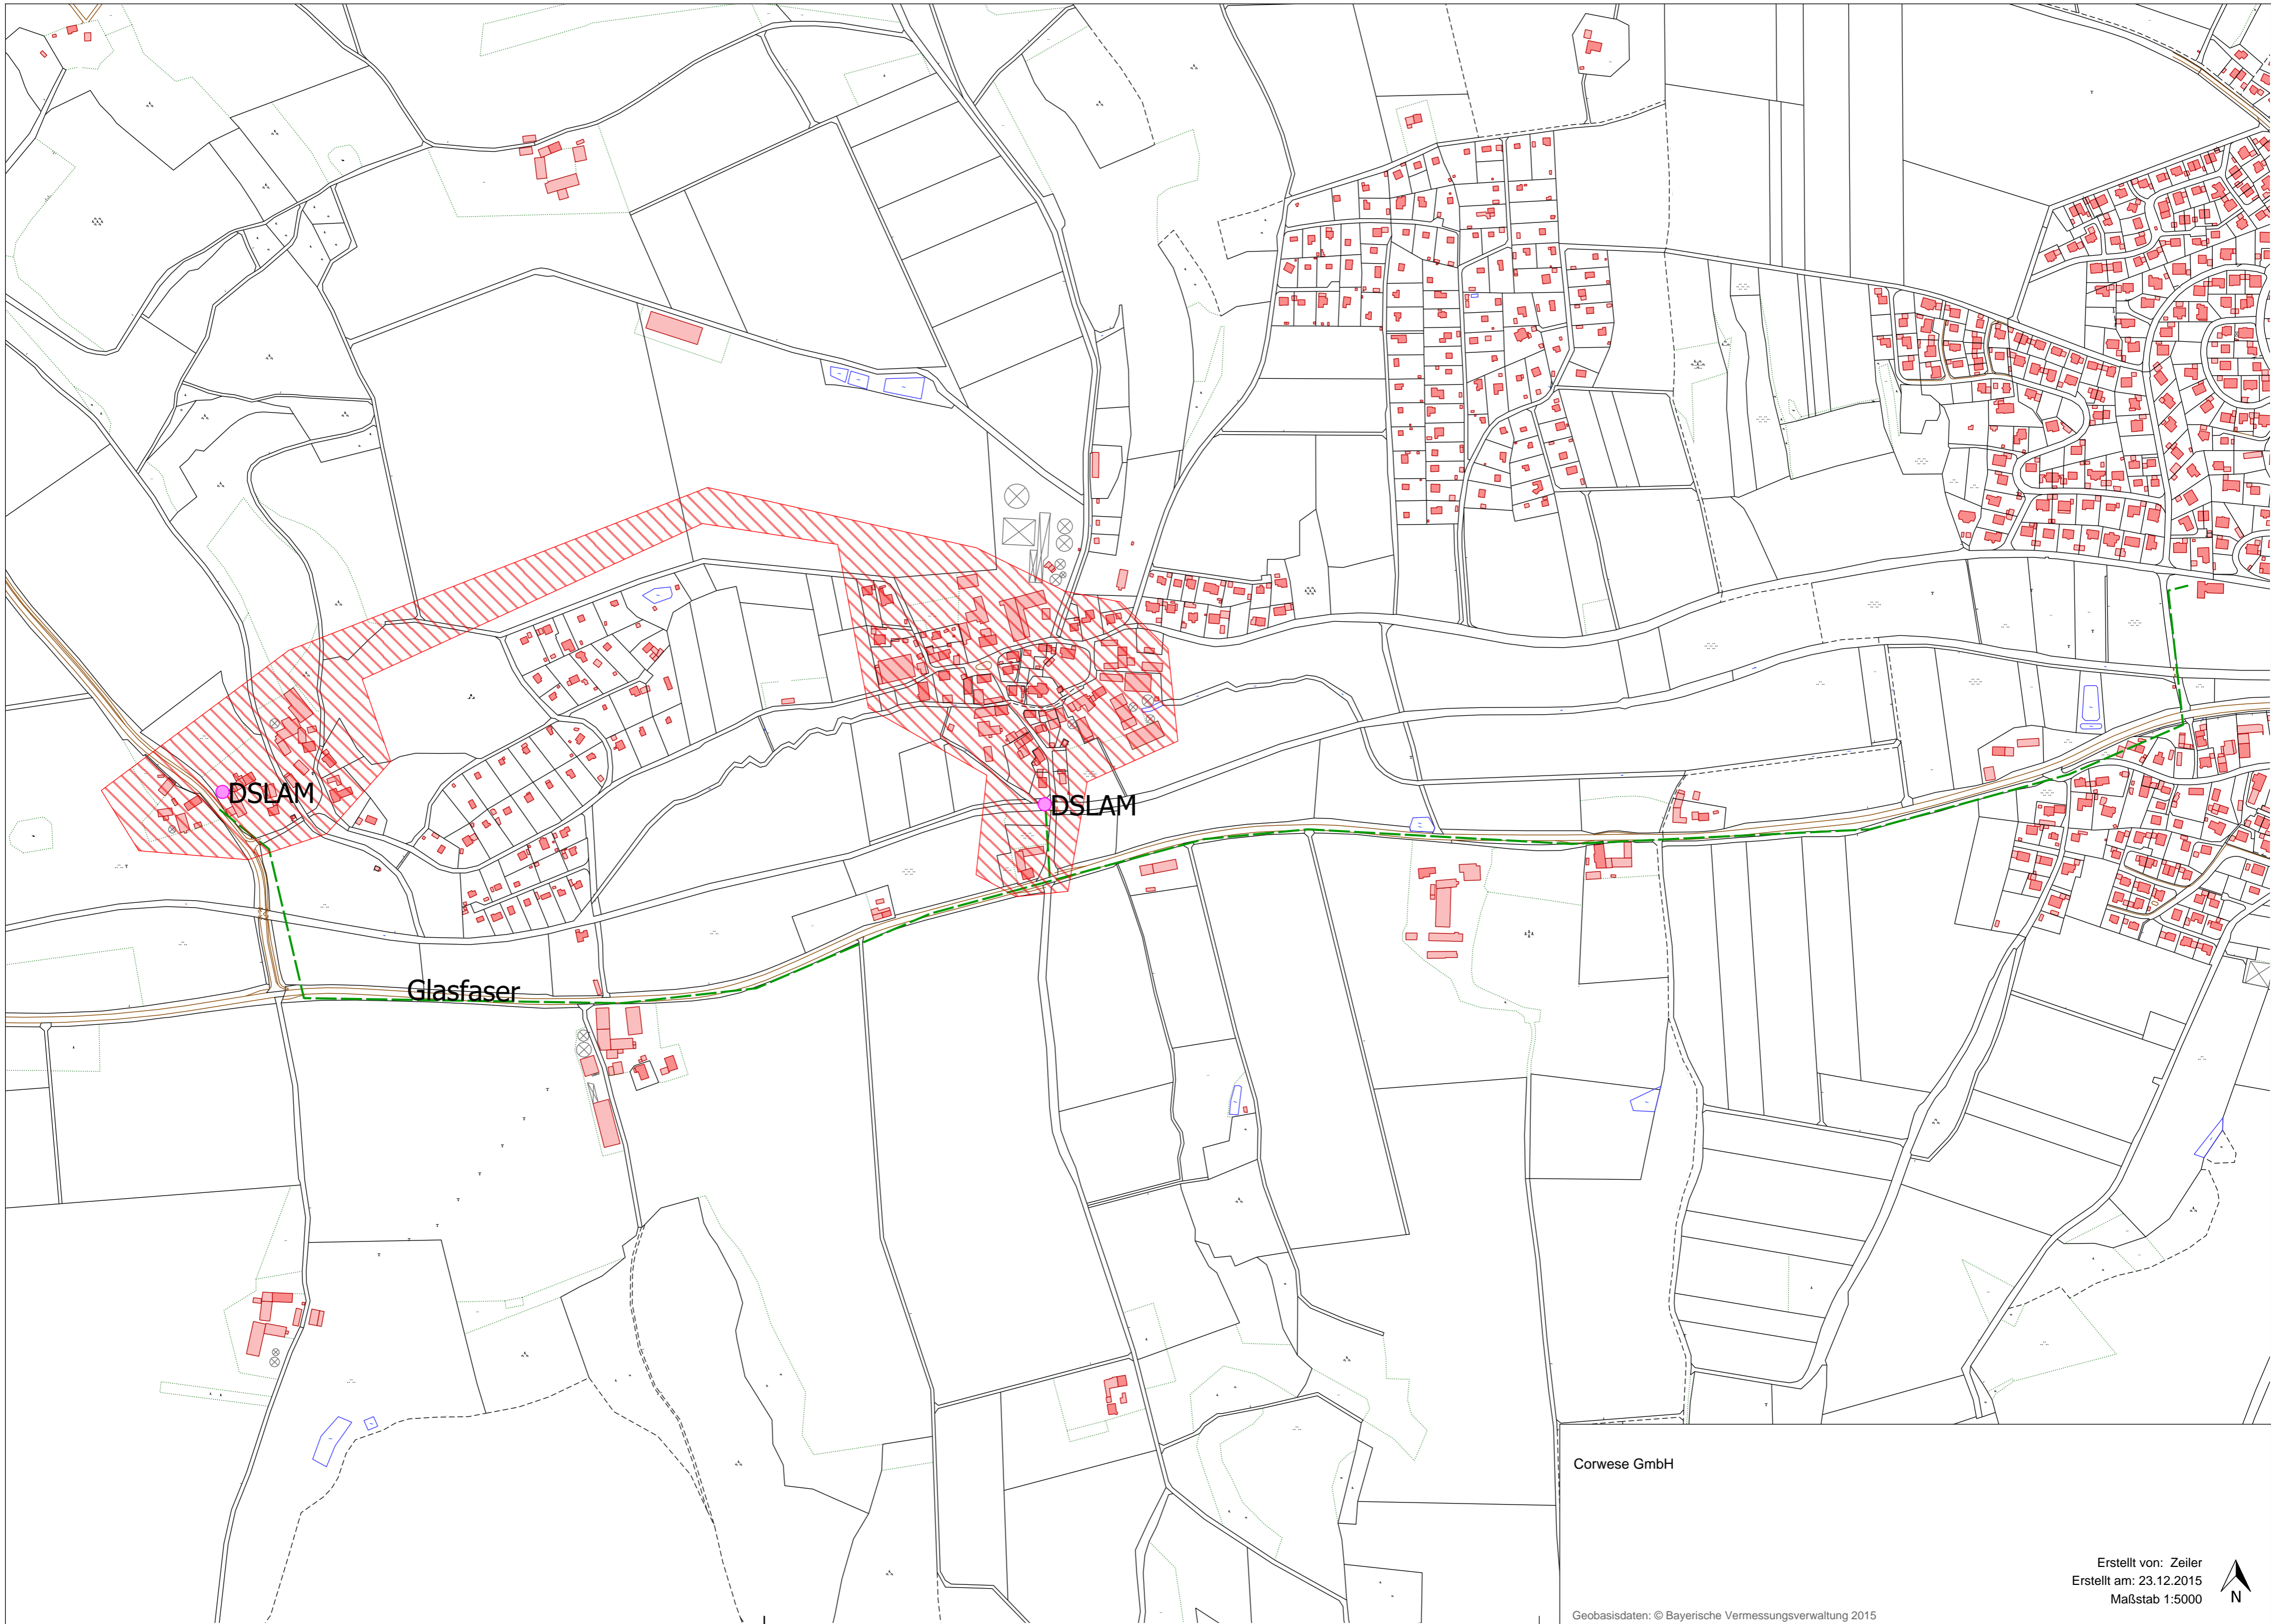 DSLAM
DSLAM
Glasfaser
Corwese GmbH
Erstellt von: Zeiler
Erstellt am: 23.12.2015
Maßstab 1:5000
N
Geobasisdaten: © Bayerische Vermessungsverwaltung 2015